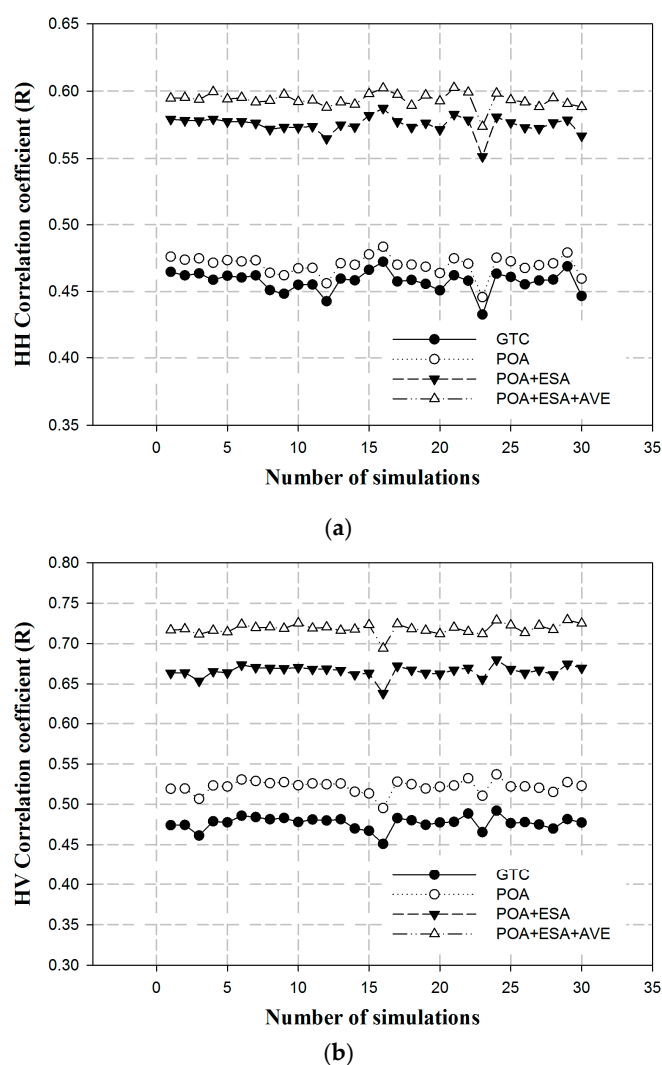 0.65
0.60
0.55
0.50
0.45
0.40
0.35
HH Correlation coefficient (R)
GTC
POA
POA+ESA
POA+ESA+AVE
0 5 10 15 20 25 30 35
Number of simulations
(a)
0.80
0.75
0.70
0.65
0.60
0.55
0.50
0.45
0.40
0.35
0.30
HV Correlation coefficient (R)
GTC
POA
POA+ESA
POA+ESA+AVE
0 5 10 15 20 25 30 35
Number of simulations
(b)